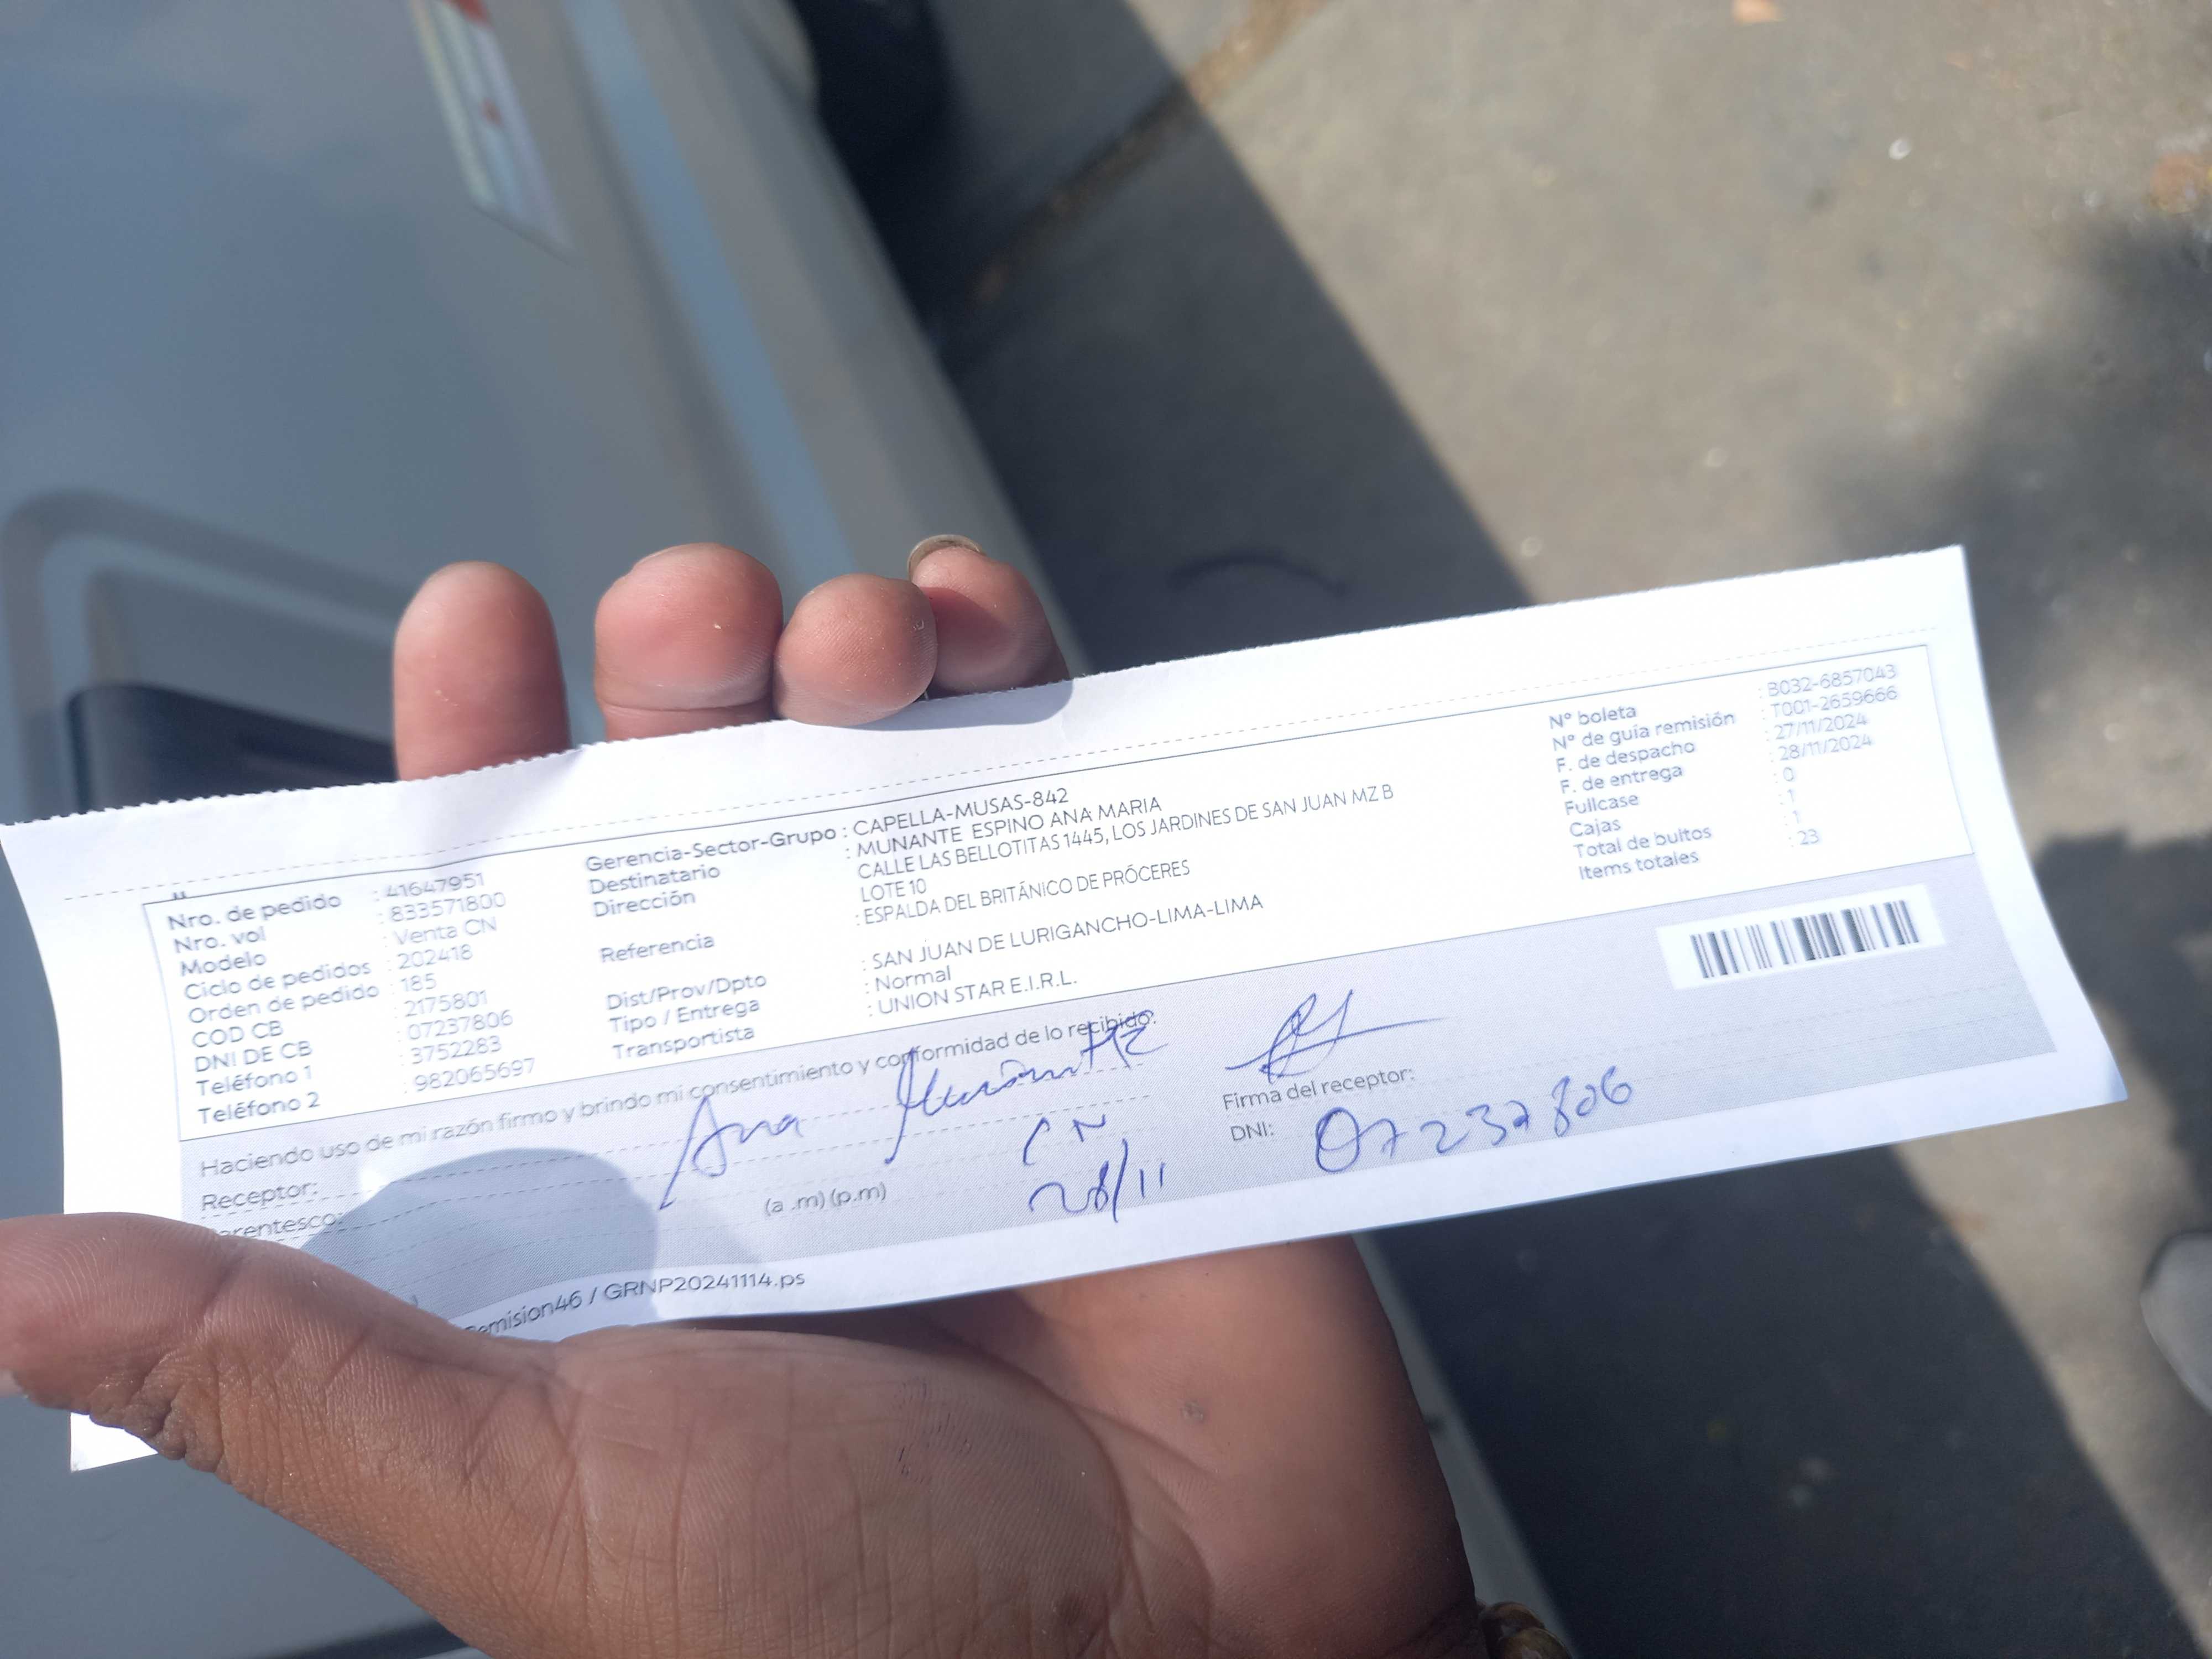 Nro. de pedido : 41647951
Nro. vol : 833571800
Modelo : Venta CN
Ciclo de pedidos : 202418
Orden de pedido : 185
COD CB : 2175801
DNI DE CB : 07237806
Teléfono 1 : 3752283
Teléfono 2 : 982065697
Gerencia-Sector-Grupo : CAPELLA-MUSAS-842
Destinatario : MUNANTE ESPINO ANA MARIA
Dirección CALLE LAS BELLOTITAS 1445, LOS JARDINES DE SAN JUAN MZ B
LOTE 10
Referencia : ESPALDA DEL BRITÁNICO DE PRÓCERES
Dist/Prov/Dpto : SAN JUAN DE LURIGANCHO-LIMA-LIMA
Tipo / Entrega : Normal
Transportista : UNION STAR E.I.R.L.
N° boleta : B032-6857043
N° de guía remisión : T001-2659666
F. de despacho : 27/11/2024
F. de entrega : 28/11/2024
Fullcase : 0
Cajas : 1
Total de bultos : 1
Items totales : 23
Haciendo uso de mi razón firmo y brindo mi consentimiento y conformidad de lo recibido:
Receptor: Ana
arentesco: CN
(a .m) (p.m) 28/11
Firma del receptor:
DNI: 07237806
emision46 / GRNP20241114.ps